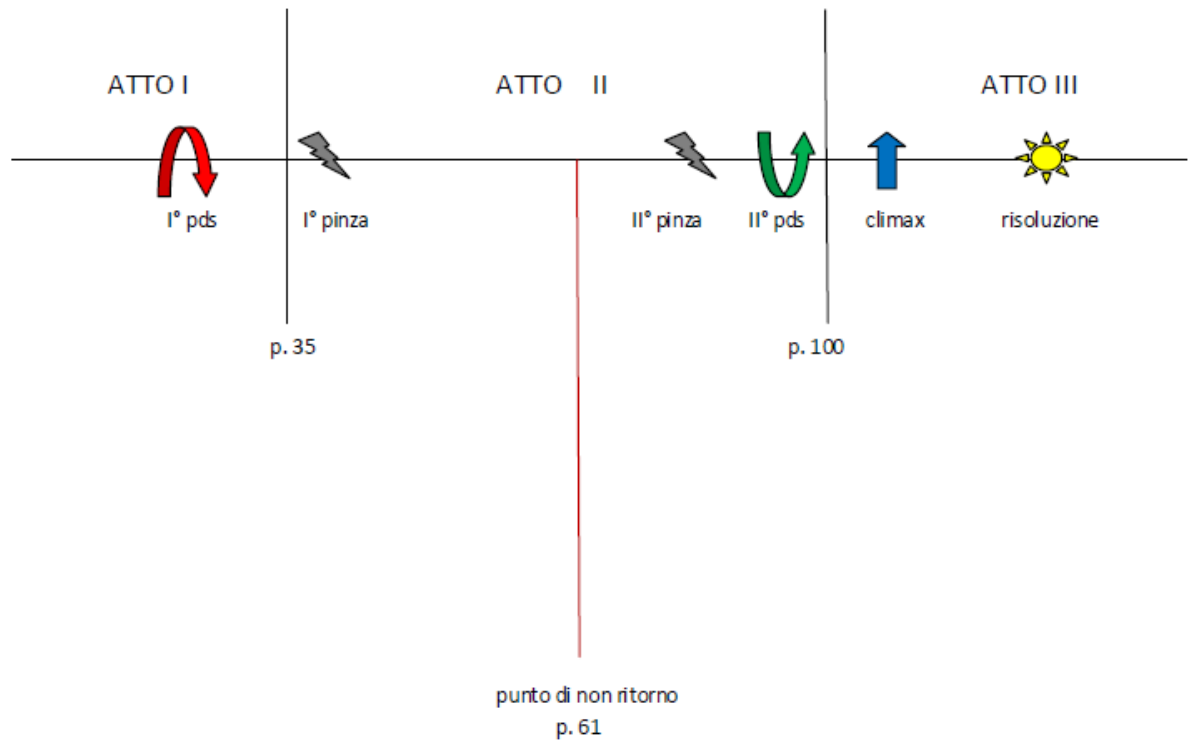 ATTO I
ATTO II
ATTO III
I° pds
I° pinza
II° pinza
II° pds
climax
risoluzione
p. 35
p. 100
punto di non ritorno
p. 61